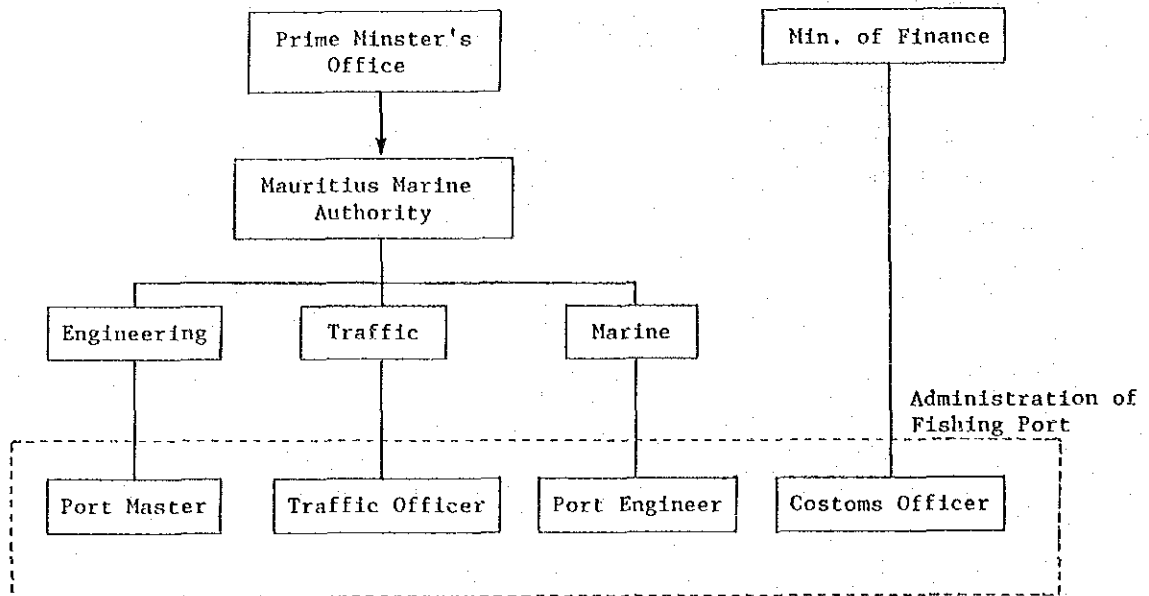 Prime Minster's
Office
Min. of Finance
Mauritius Marine
Authority
Engineering
Traffic
Marine
Administration of
Fishing Port
Port Master
Traffic Officer
Port Engineer
Costoms Officer